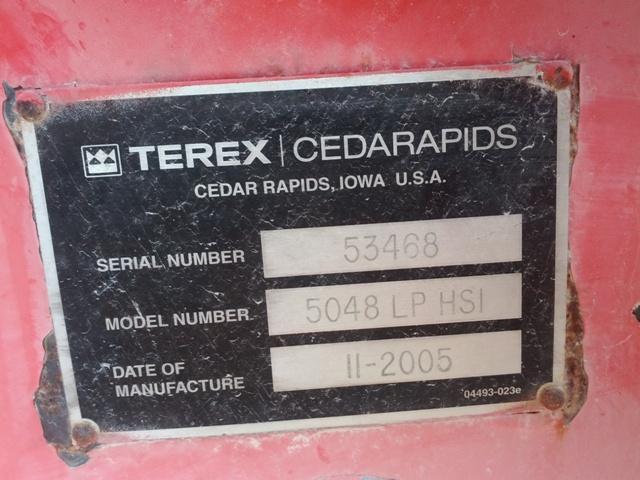 TEREX | CEDARAPIDS
CEDAR RAPIDS, IOWA U.S.A.
SERIAL NUMBER 53468
MODEL NUMBER 5048 LP HSI
DATE OF MANUFACTURE 11-2005
04493-023e